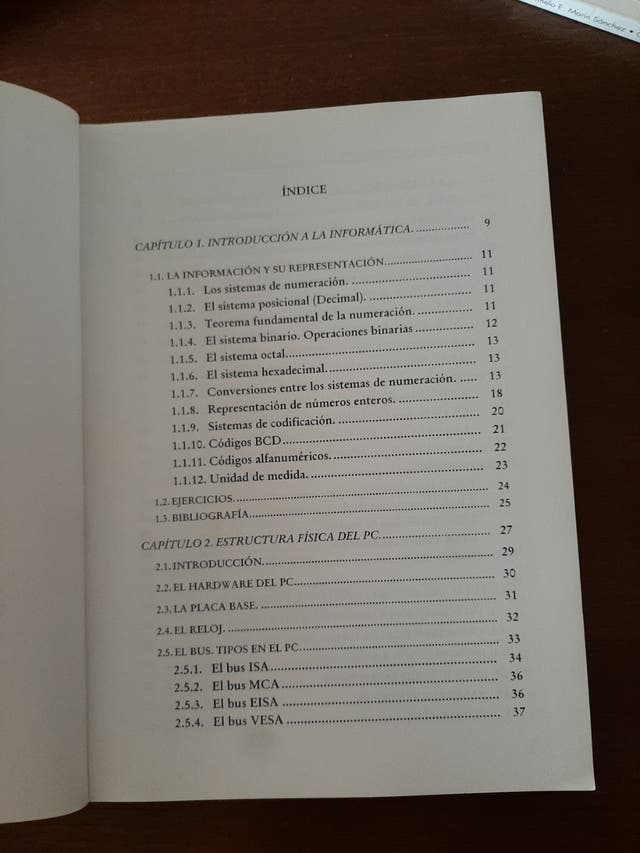 Marín Sánchez •
ÍNDICE
CAPÍTULO 1. INTRODUCCIÓN A LA INFORMÁTICA. ................ 9
1.1. LA INFORMACIÓN Y SU REPRESENTACIÓN................ 11
1.1.1. Los sistemas de numeración. ................ 11
1.1.2. El sistema posicional (Decimal). ................ 11
1.1.3. Teorema fundamental de la numeración. ................ 11
1.1.4. El sistema binario. Operaciones binarias ................ 12
1.1.5. El sistema octal................ 13
1.1.6. El sistema hexadecimal................ 13
1.1.7. Conversiones entre los sistemas de numeración. ..... 13
1.1.8. Representación de números enteros. ................ 18
1.1.9. Sistemas de codificación. ................ 20
1.1.10. Códigos BCD................ 21
1.1.11. Códigos alfanuméricos. ................ 22
1.1.12. Unidad de medida. ................ 23
1.2. EJERCICIOS................ 24
1.3. BIBLIOGRAFÍA................ 25
CAPÍTULO 2. ESTRUCTURA FÍSICA DEL PC................ 27
2.1. INTRODUCCIÓN................ 29
2.2. EL HARDWARE DEL PC................ 30
2.3. LA PLACA BASE. ................ 31
2.4. EL RELOJ................ 32
2.5. EL BUS. TIPOS EN EL PC................ 33
2.5.1. El bus ISA................ 34
2.5.2. El bus MCA ................ 36
2.5.3. El bus EISA ................ 36
2.5.4. El bus VESA ................ 37